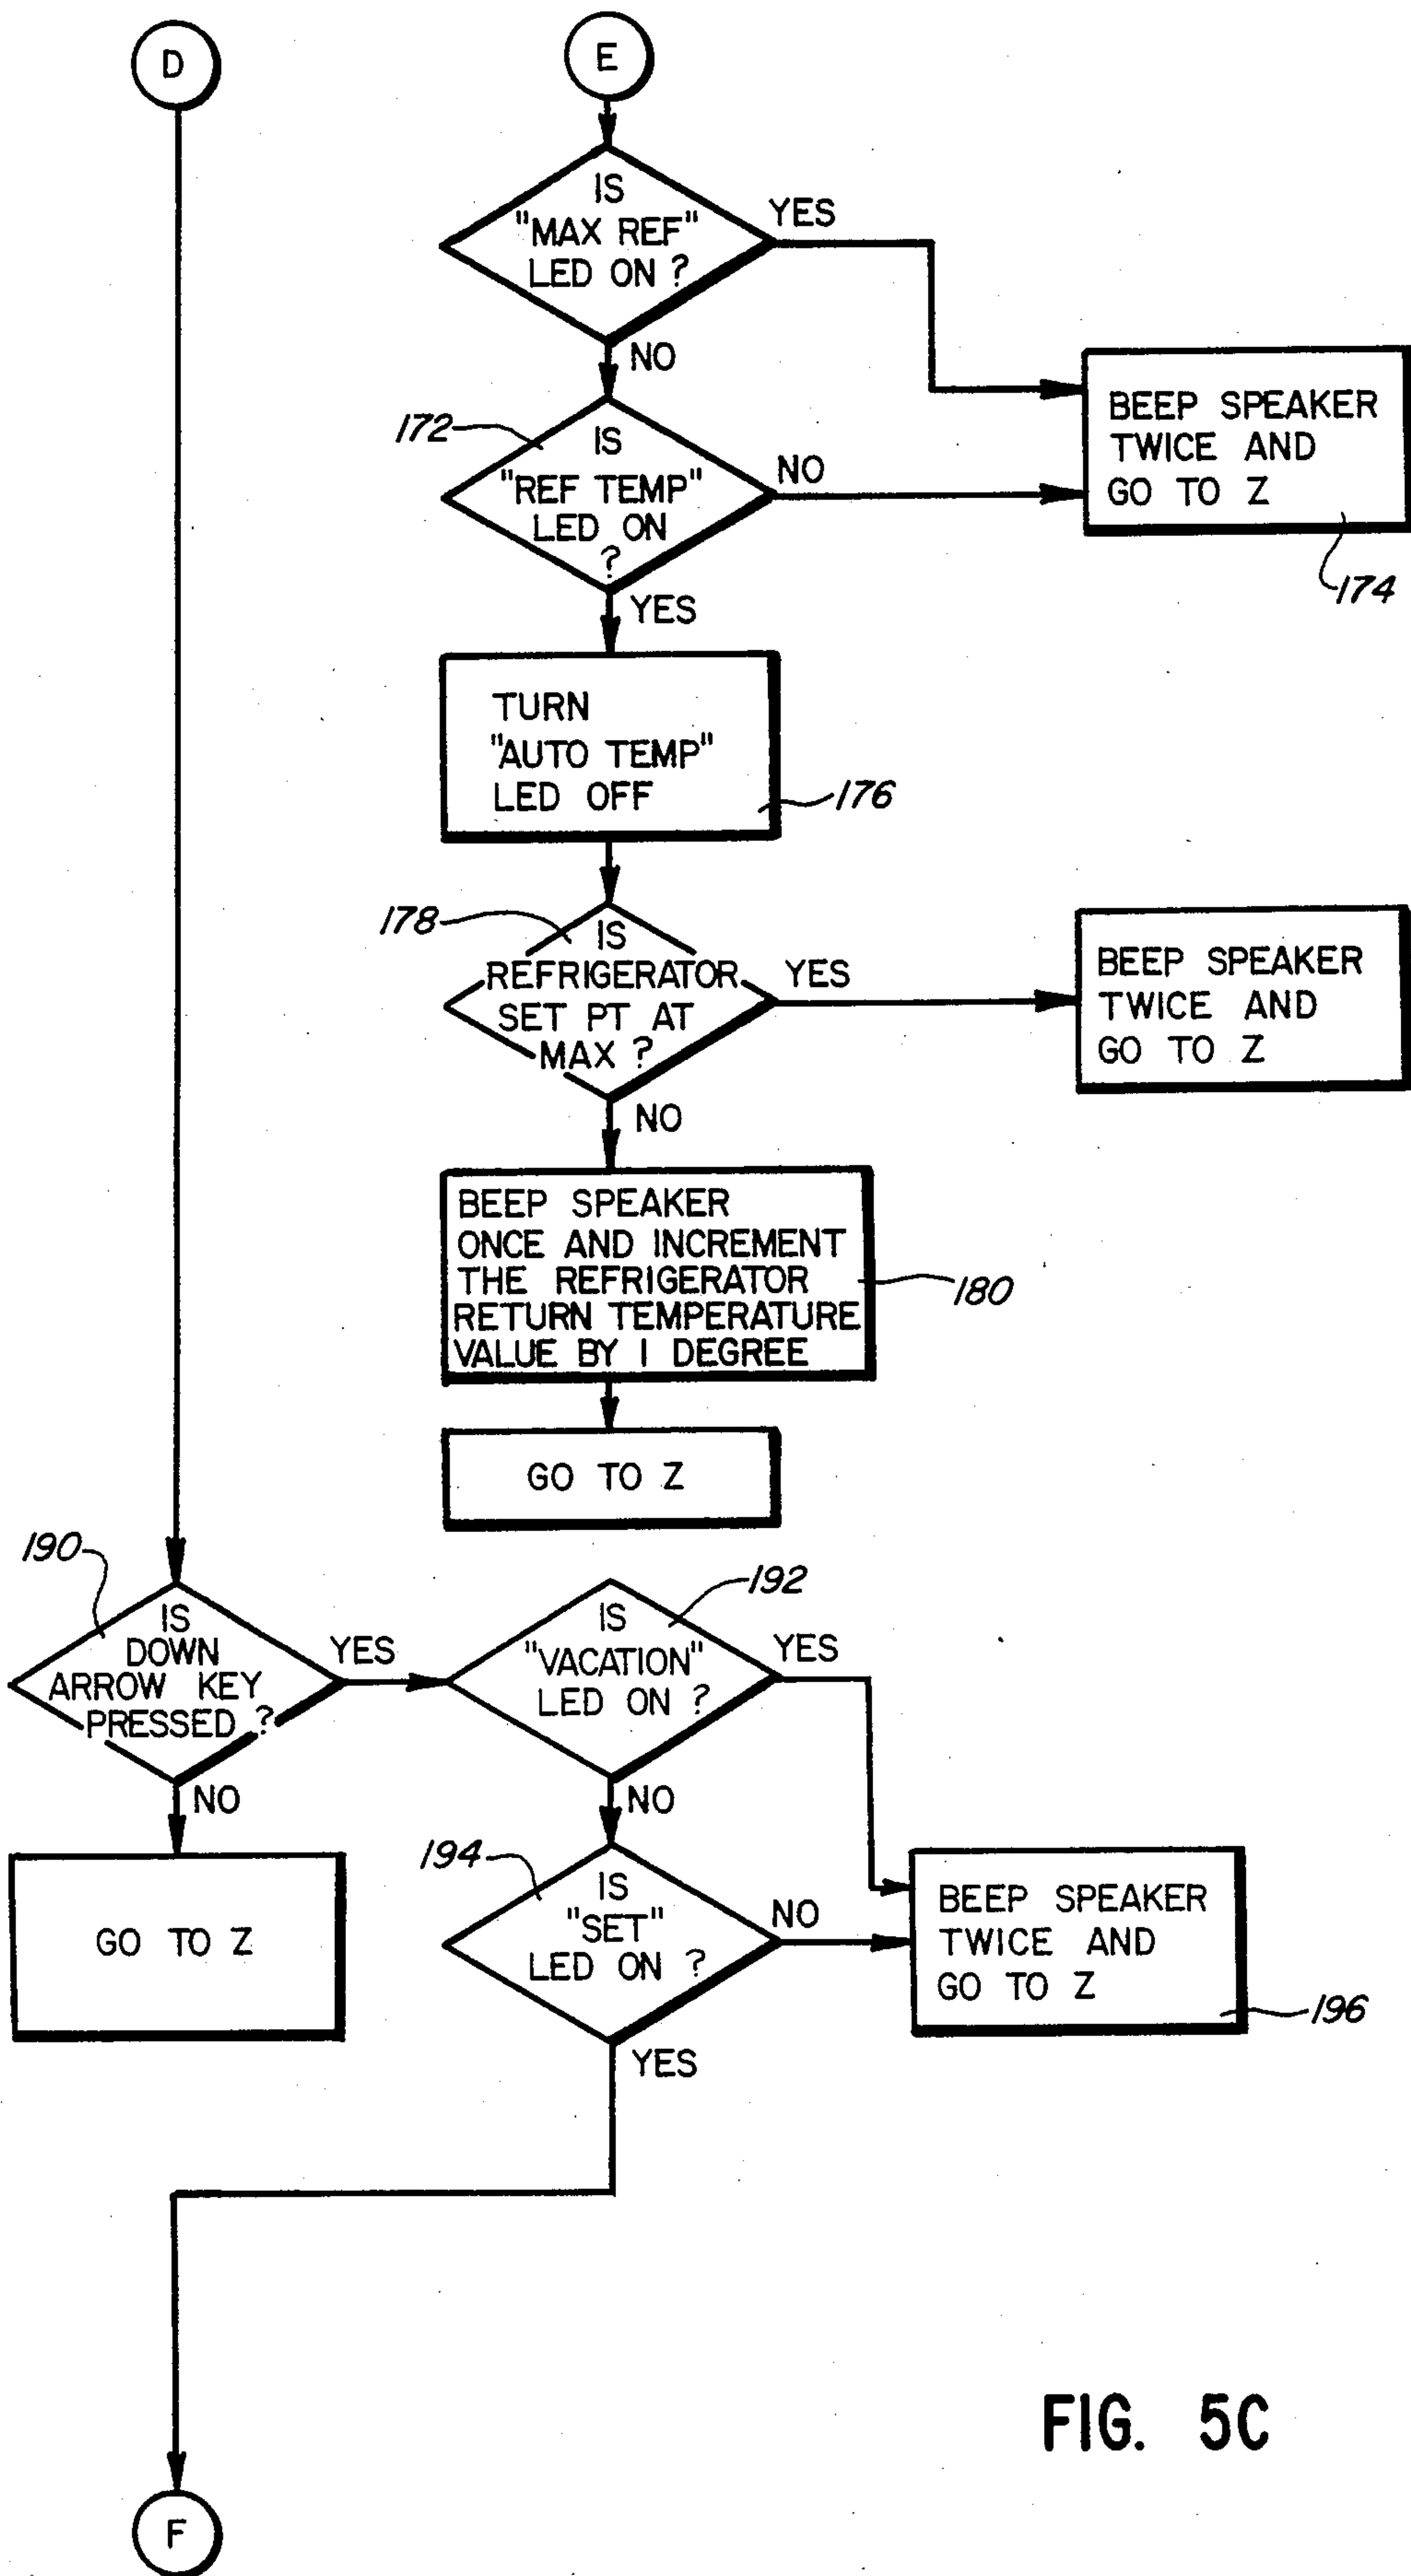 D
E
IS
"MAX REF"
LED ON ?
YES
NO
BEEP SPEAKER
TWICE AND
GO TO Z
174
172
IS
"REF TEMP"
LED ON
?
NO
YES
TURN
"AUTO TEMP"
LED OFF
176
178
IS
REFRIGERATOR
SET PT AT
MAX ?
YES
NO
BEEP SPEAKER
TWICE AND
GO TO Z
BEEP SPEAKER
ONCE AND INCREMENT
THE REFRIGERATOR
RETURN TEMPERATURE
VALUE BY 1 DEGREE
180
GO TO Z
190
IS
DOWN
ARROW KEY
PRESSED ?
YES
NO
GO TO Z
192
IS
"VACATION"
LED ON ?
YES
NO
194
IS
"SET"
LED ON ?
NO
YES
BEEP SPEAKER
TWICE AND
GO TO Z
196
F
FIG. 5C